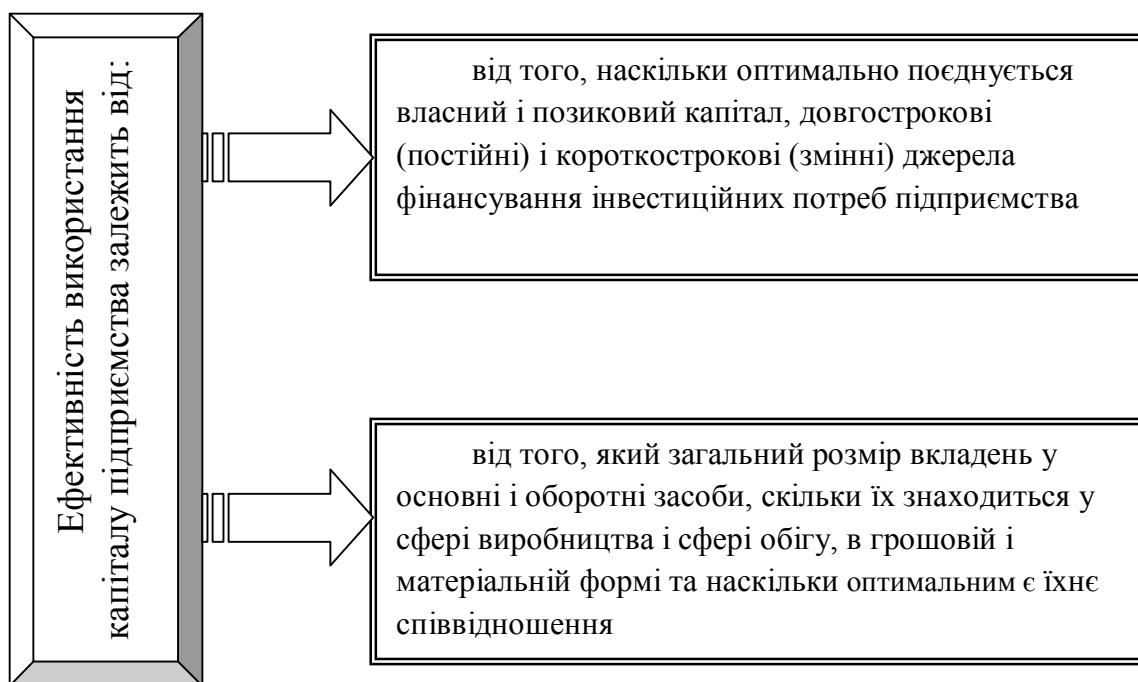 Ефективність використання
капіталу підприємства залежить від:
від того, наскільки оптимально поєднується
власний і позиковий капітал, довгострокові
(постійні) і короткострокові (змінні) джерела
фінансування інвестиційних потреб підприємства
від того, який загальний розмір вкладень у
основні і оборотні засоби, скільки їх знаходиться у
сфері виробництва і сфері обігу, в грошовій і
матеріальній формі та наскільки оптимальним є їхнє
співвідношення